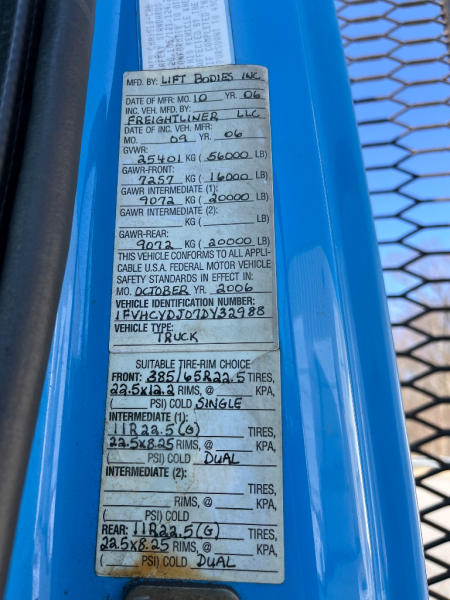 MFD. BY: LIFT BODIES INC.
DATE OF MFR: MO. 10 YR. 06
INC. VEH. MFD. BY:
FREIGHTLINER LLC
INC. VEH. MFR:
MO. 09 YR. 06
GVWR:
25401 KG ( 56000 LB)
GAWR-FRONT:
7257 KG ( 16000 LB)
GAWR INTERMEDIATE (1):
9072 KG ( 20000 LB)
GAWR INTERMEDIATE (2):
KG ( LB)
GAWR-REAR:
9072 KG ( 20000 LB)
THIS VEHICLE CONFORMS TO ALL APPLI-
CABLE U.S.A. FEDERAL MOTOR VEHICLE
SAFETY STANDARDS IN EFFECT IN:
MO. OCTOBER YR. 2006
VEHICLE IDENTIFICATION NUMBER:
1FVHCYDJ07DY32988
VEHICLE TYPE:
TRUCK
SUITABLE TIRE-RIM CHOICE
FRONT: 385/65R22.5 TIRES,
22.5x12.2 RIMS, @ KPA,
( PSI) COLD SINGLE
INTERMEDIATE (1):
11R22.5(G) TIRES,
22.5x8.25 RIMS, @ KPA,
( PSI) COLD DUAL
INTERMEDIATE (2):
TIRES,
RIMS, @ KPA,
( PSI) COLD
REAR: 11R22.5(G) TIRES,
22.5x8.25 RIMS, @ KPA,
( PSI) COLD DUAL